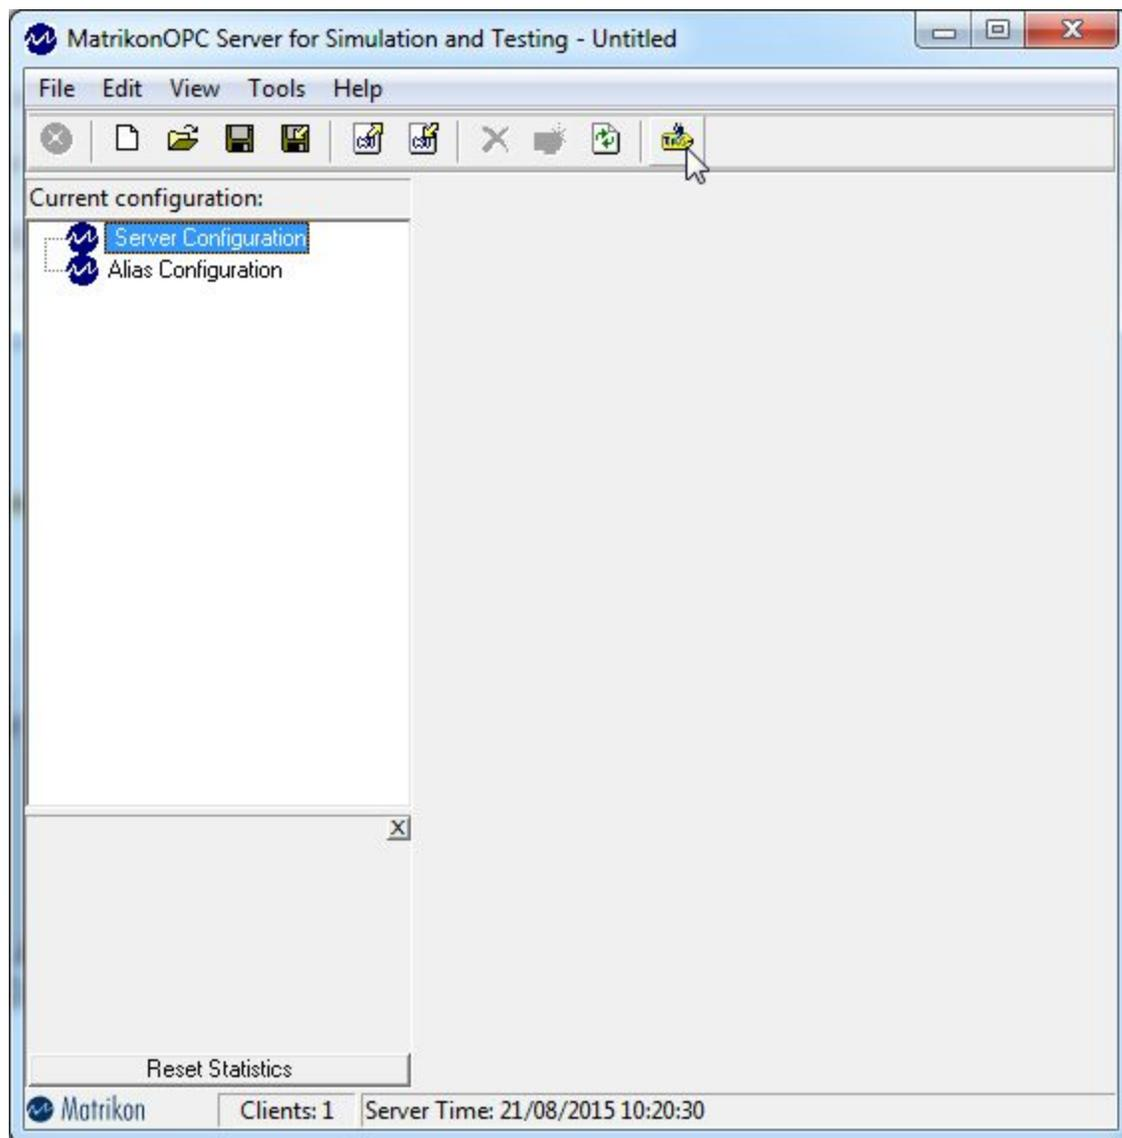 MatrikonOPC Server for Simulation and Testing - Untitled
File Edit View Tools Help
Current configuration:
Server Configuration
Alias Configuration
X
Reset Statistics
Matrikon Clients: 1 Server Time: 21/08/2015 10:20:30